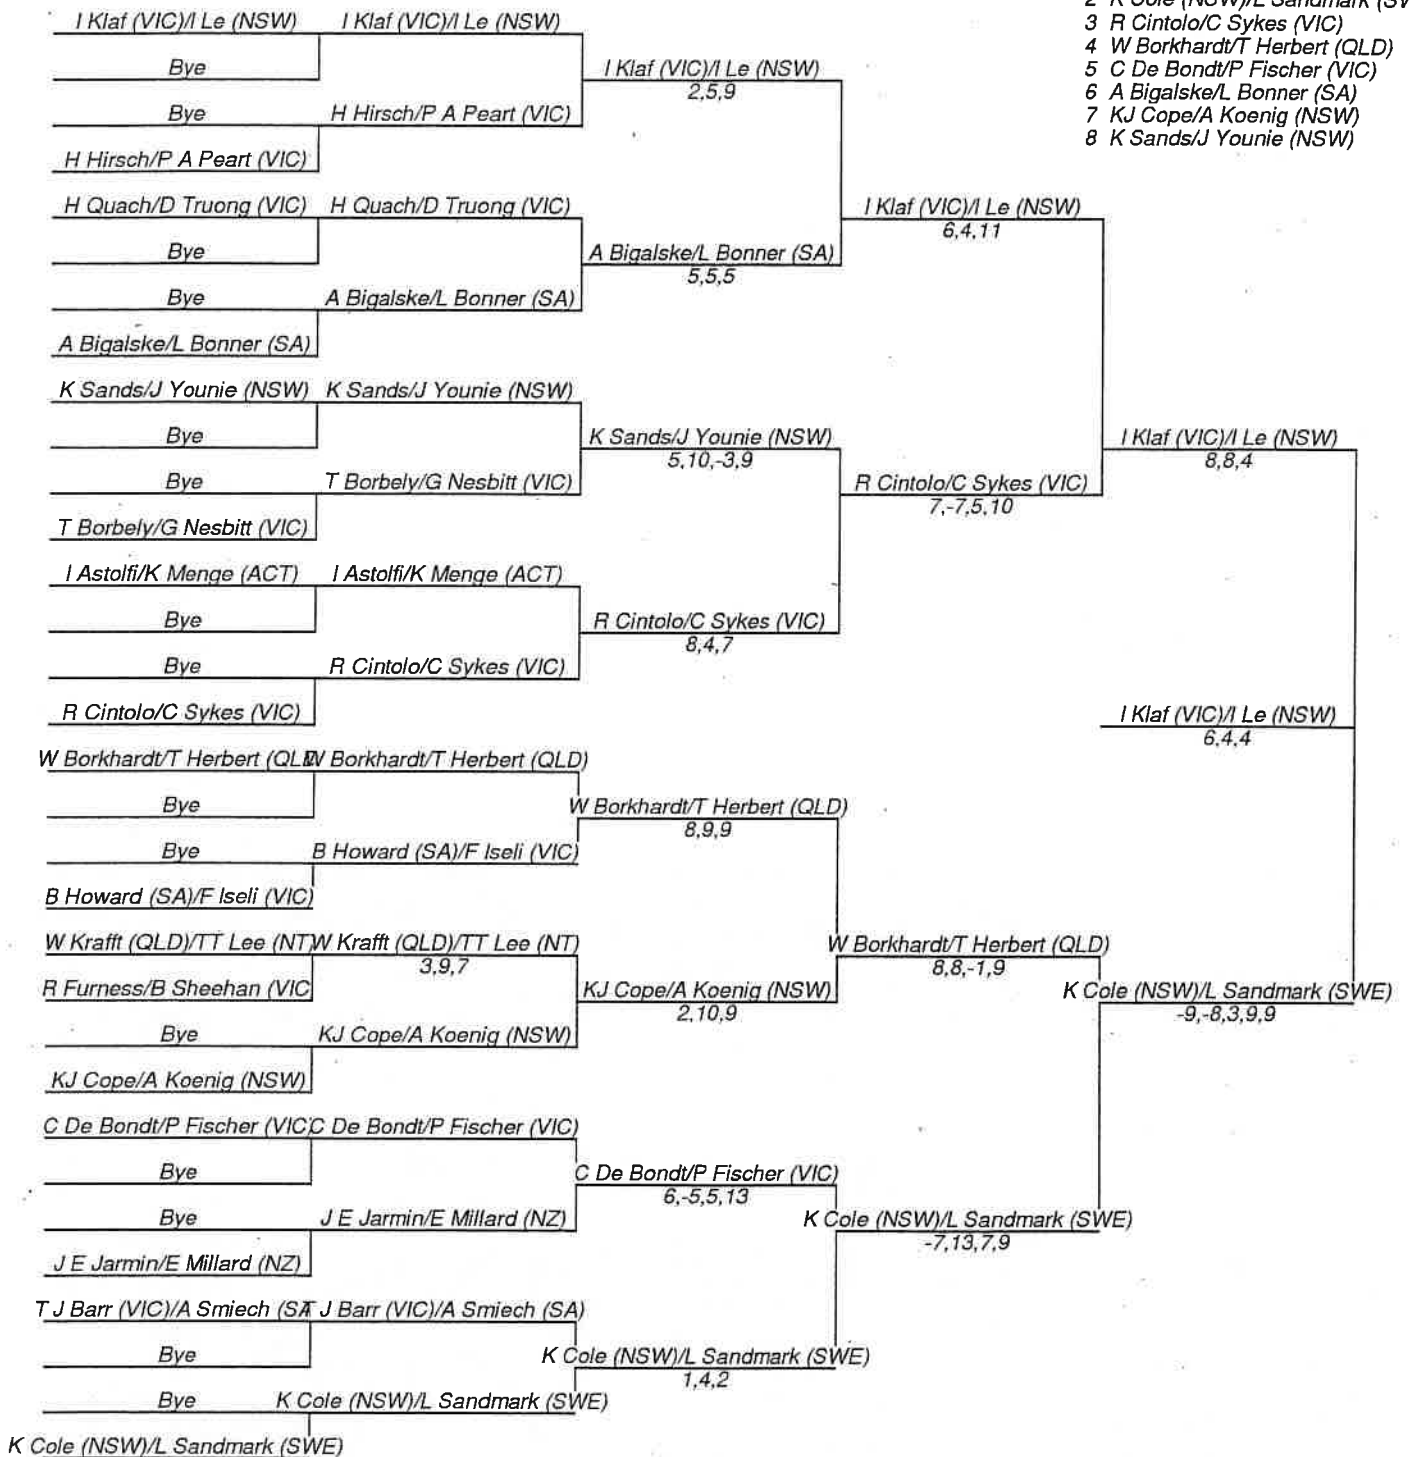 2 K Cole (NSW)/L Sandmark (SW
3 R Cintolo/C Sykes (VIC)
4 W Borkhardt/T Herbert (QLD)
5 C De Bondt/P Fischer (VIC)
6 A Bigalske/L Bonner (SA)
7 KJ Cope/A Koenig (NSW)
8 K Sands/J Younie (NSW)
I Klaf (VIC)/I Le (NSW)
Bye
Bye
H Hirsch/P A Peart (VIC)
H Quach/D Truong (VIC)
Bye
Bye
A Bigalske/L Bonner (SA)
K Sands/J Younie (NSW)
Bye
Bye
T Borbely/G Nesbitt (VIC)
I Astolfi/K Menge (ACT)
Bye
Bye
R Cintolo/C Sykes (VIC)
W Borkhardt/T Herbert (QLD
Bye
Bye
B Howard (SA)/F Iseli (VIC)
W Krafft (QLD)/TT Lee (NT)
R Furness/B Sheehan (VIC
Bye
KJ Cope/A Koenig (NSW)
C De Bondt/P Fischer (VIC)
Bye
Bye
J E Jarmin/E Millard (NZ)
T J Barr (VIC)/A Smiech (SA
Bye
Bye
K Cole (NSW)/L Sandmark (SWE)
I Klaf (VIC)/I Le (NSW)
H Hirsch/P A Peart (VIC)
H Quach/D Truong (VIC)
A Bigalske/L Bonner (SA)
K Sands/J Younie (NSW)
T Borbely/G Nesbitt (VIC)
I Astolfi/K Menge (ACT)
R Cintolo/C Sykes (VIC)
W Borkhardt/T Herbert (QLD)
B Howard (SA)/F Iseli (VIC)
W Krafft (QLD)/TT Lee (NT)
3,9,7
KJ Cope/A Koenig (NSW)
C De Bondt/P Fischer (VIC)
J E Jarmin/E Millard (NZ)
T J Barr (VIC)/A Smiech (SA)
K Cole (NSW)/L Sandmark (SWE)
I Klaf (VIC)/I Le (NSW)
2,5,9
A Bigalske/L Bonner (SA)
5,5,5
K Sands/J Younie (NSW)
5,10,-3,9
R Cintolo/C Sykes (VIC)
8,4,7
W Borkhardt/T Herbert (QLD)
8,9,9
KJ Cope/A Koenig (NSW)
2,10,9
C De Bondt/P Fischer (VIC)
6,-5,5,13
K Cole (NSW)/L Sandmark (SWE)
1,4,2
I Klaf (VIC)/I Le (NSW)
6,4,11
R Cintolo/C Sykes (VIC)
7,-7,5,10
W Borkhardt/T Herbert (QLD)
8,8,-1,9
K Cole (NSW)/L Sandmark (SWE)
-7,13,7,9
I Klaf (VIC)/I Le (NSW)
8,8,4
K Cole (NSW)/L Sandmark (SWE)
-9,-8,3,9,9
I Klaf (VIC)/I Le (NSW)
6,4,4